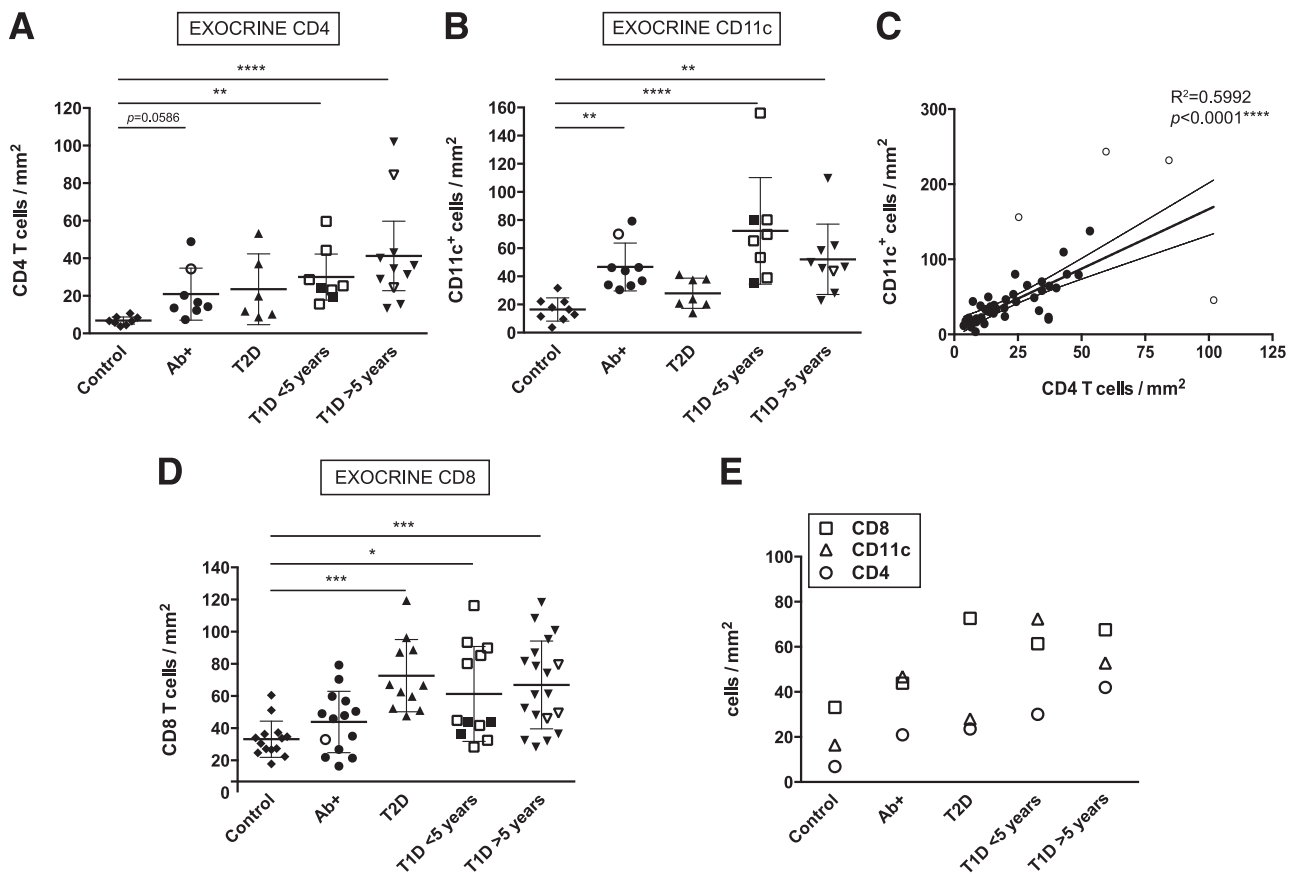 A
EXOCRINE CD4
****
**
p=0.0586
CD4 T cells / mm²
120
100
80
60
40
20
0
Control
Ab+
T2D
T1D <5 years
T1D >5 years
B
EXOCRINE CD11c
**
****
**
CD11c⁺ cells / mm²
160
140
120
100
80
60
40
20
0
Control
Ab+
T2D
T1D <5 years
T1D >5 years
C
R²=0.5992
p<0.0001****
CD11c⁺ cells / mm²
300
200
100
0
0 25 50 75 100 125
CD4 T cells / mm²
D
EXOCRINE CD8
***
*
***
CD8 T cells / mm²
140
120
100
80
60
40
20
0
Control
Ab+
T2D
T1D <5 years
T1D >5 years
E
CD8
CD11c
CD4
cells / mm²
100
80
60
40
20
0
Control
Ab+
T2D
T1D <5 years
T1D >5 years